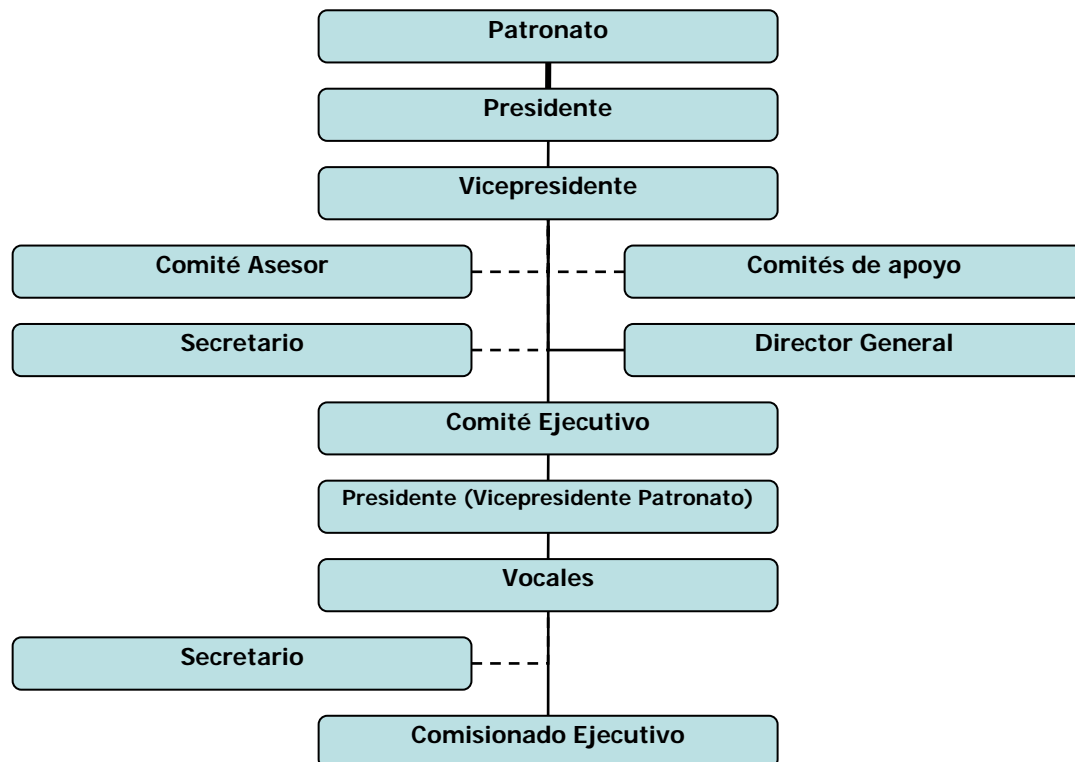 Patronato
Presidente
Vicepresidente
Comité Asesor
Comités de apoyo
Secretario
Director General
Comité Ejecutivo
Presidente (Vicepresidente Patronato)
Vocales
Secretario
Comisionado Ejecutivo